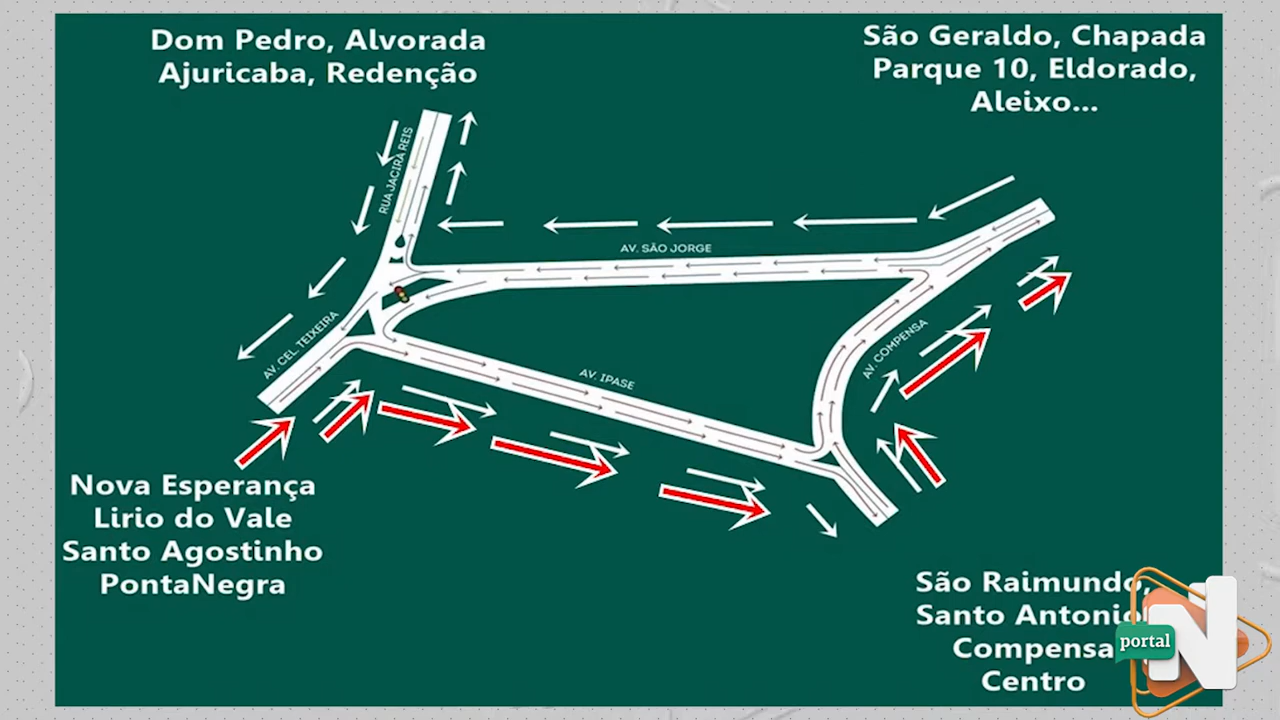 Dom Pedro, Alvorada
Ajuricaba, Redenção
São Geraldo, Chapada
Parque 10, Eldorado,
Aleixo...
RUA JACIRA REIS
AV. SÃO JORGE
AV. CEL TEIXEIRA
AV. COMPENSA
AV. IPASE
Nova Esperança
Lirio do Vale
Santo Agostinho
PontaNegra
São Raimundo,
Santo Antonio
Compensa
Centro
portal
N